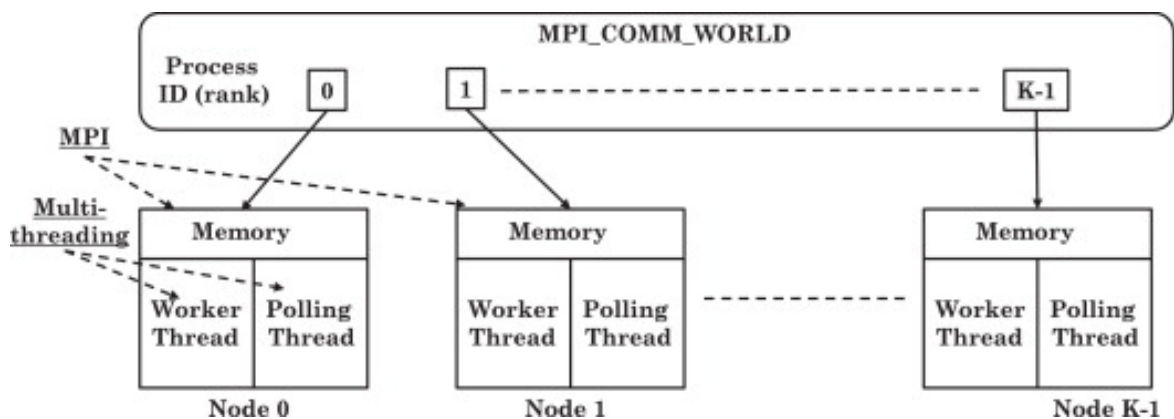 MPI_COMM_WORLD
Process
ID (rank)
0
1
K-1
MPI
Multi-
threading
Memory
Memory
Memory
Worker
Thread
Polling
Thread
Worker
Thread
Polling
Thread
Worker
Thread
Polling
Thread
Node 0
Node 1
Node K-1